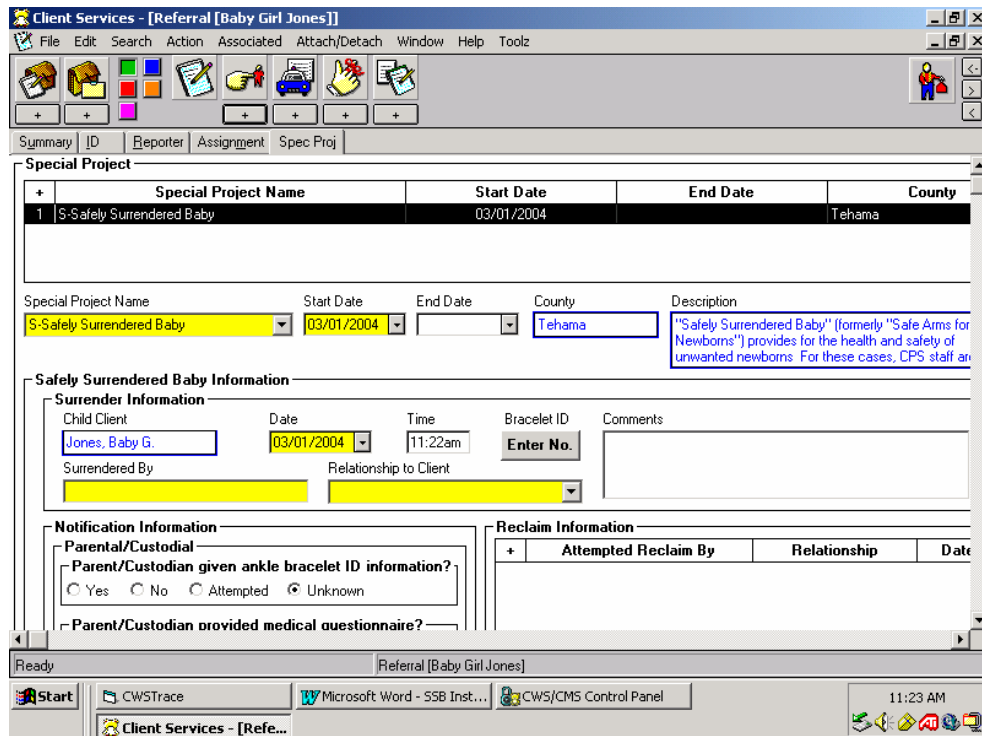 Client Services - [Referral [Baby Girl Jones]]
File Edit Search Action Associated Attach/Detach Window Help Toolz
+ + + + + +
<- > <
Summary ID Reporter Assignment Spec Proj
Special Project
+ Special Project Name Start Date End Date County
1 S-Safely Surrendered Baby 03/01/2004 Tehama
Special Project Name Start Date End Date County Description
S-Safely Surrendered Baby 03/01/2004 Tehama
"Safely Surrendered Baby" (formerly "Safe Arms for
Newborns") provides for the health and safety of
unwanted newborns For these cases, CPS staff are
Safely Surrendered Baby Information
Surrender Information
Child Client Date Time Bracelet ID Comments
Jones, Baby G. 03/01/2004 11:22am Enter No.
Surrendered By Relationship to Client
Notification Information
Parental/Custodial
Parent/Custodian given ankle bracelet ID information?
Yes No Attempted Unknown
Parent/Custodian provided medical questionnaire?
Reclaim Information
+ Attempted Reclaim By Relationship Date
Ready Referral [Baby Girl Jones]
Start CWSTrace Microsoft Word - SSB Inst... CWS/CMS Control Panel 11:23 AM
Client Services - [Refe...